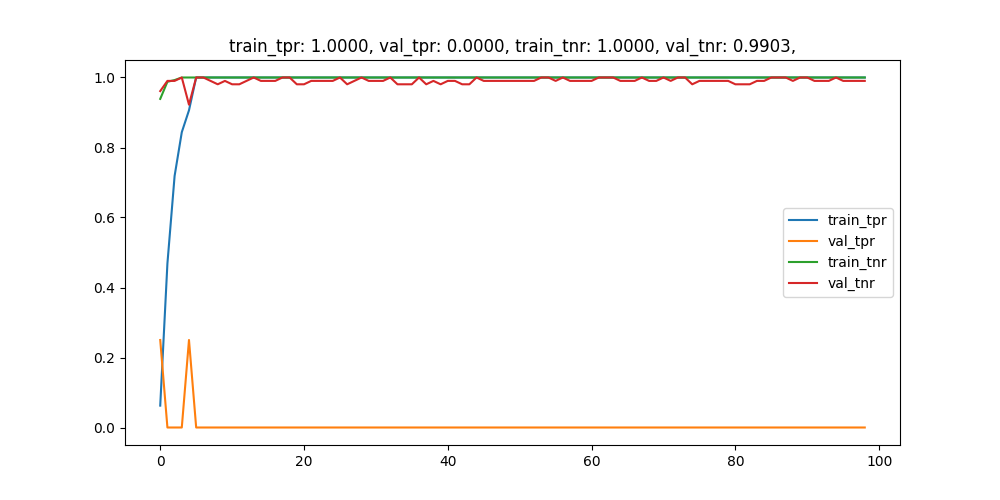 train_tpr: 1.0000, val_tpr: 0.0000, train_tnr: 1.0000, val_tnr: 0.9903,
1.0
0.8
0.6
0.4
0.2
0.0
train_tpr
val_tpr
train_tnr
val_tnr
0 20 40 60 80 100